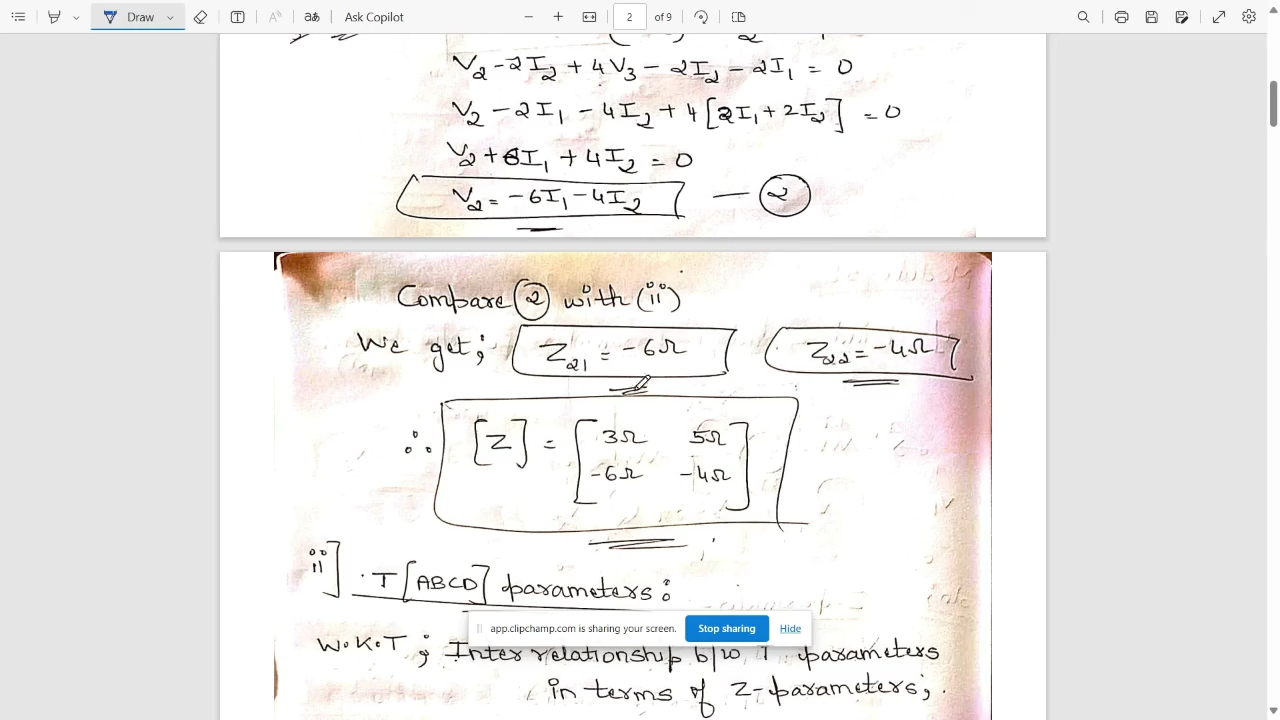 Draw
Ask Copilot
2 of 9
V₂ - 2I₂ + 4V₃ - 2I₂ - 2I₁ = 0
V₂ - 2I₁ - 4I₂ + 4[2I₁ + 2I₂] = 0
V₂ + 6I₁ + 4I₂ = 0
V₂ = -6I₁ - 4I₂ — ②
Compare ② with (ii)
We get; Z₂₁ = -6Ω Z₂₂ = -4Ω
∴ [Z] = [3Ω 5Ω
-6Ω -4Ω]
ii] T[ABCD] parameters:
app.clipchamp.com is sharing your screen. Stop sharing Hide
W.K.T ; Inter relationship b/w T parameters
in terms of Z-parameters;